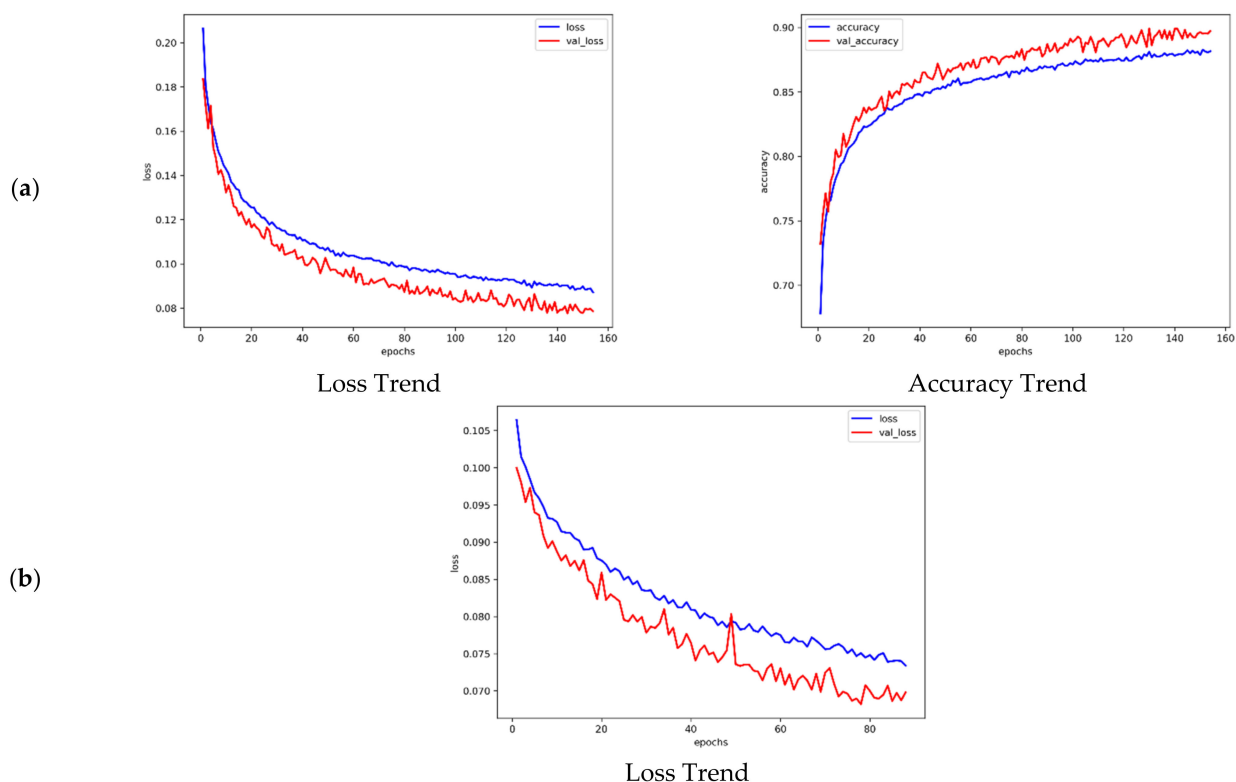 (a)
loss
val_loss
0.20
0.18
0.16
0.14
0.12
0.10
0.08
loss
0 20 40 60 80 100 120 140 160
epochs
Loss Trend
accuracy
val_accuracy
0.90
0.85
0.80
0.75
0.70
accuracy
0 20 40 60 80 100 120 140 160
epochs
Accuracy Trend
(b)
loss
val_loss
0.105
0.100
0.095
0.090
0.085
0.080
0.075
0.070
loss
0 20 40 60 80
epochs
Loss Trend